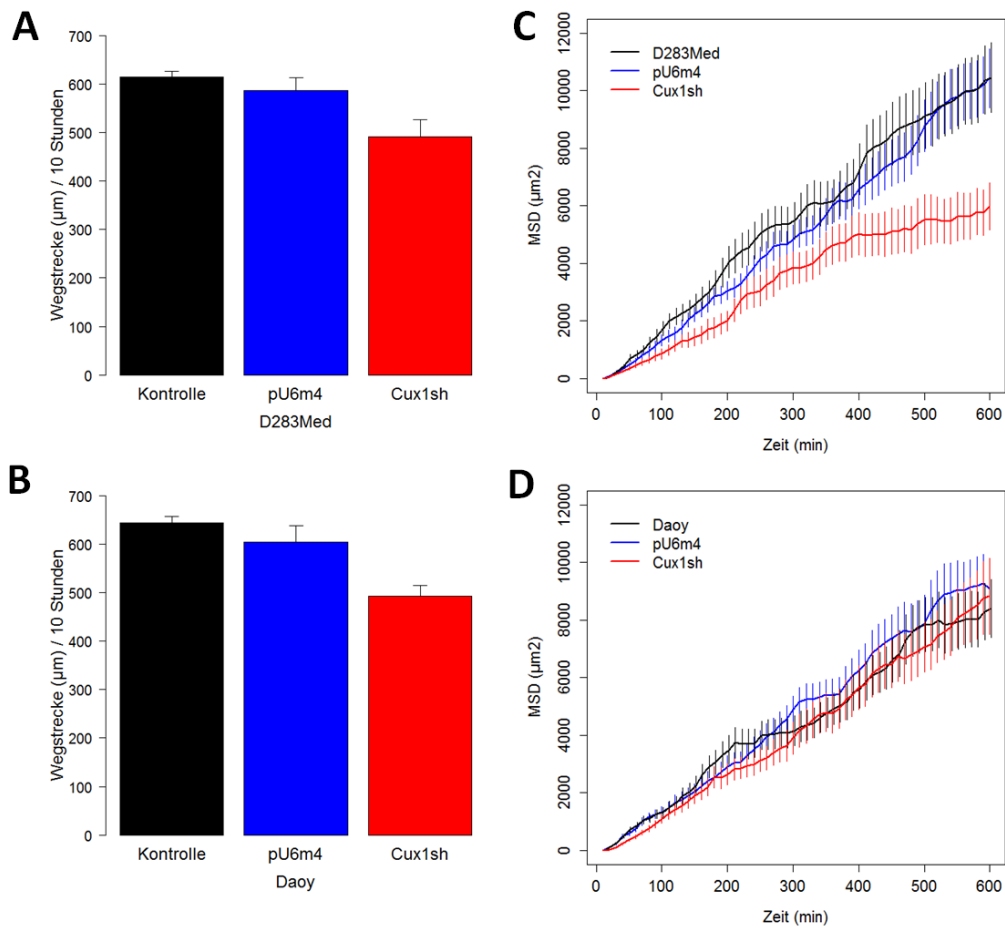 A
Wegstrecke (µm) / 10 Stunden
700
600
500
400
300
200
100
0
Kontrolle pU6m4 Cux1sh
D283Med
C
MSD (µm2)
12000
10000
8000
6000
4000
2000
0
D283Med
pU6m4
Cux1sh
0 100 200 300 400 500 600
Zeit (min)
B
Wegstrecke (µm) / 10 Stunden
700
600
500
400
300
200
100
0
Kontrolle pU6m4 Cux1sh
Daoy
D
MSD (µm2)
12000
10000
8000
6000
4000
2000
0
Daoy
pU6m4
Cux1sh
0 100 200 300 400 500 600
Zeit (min)